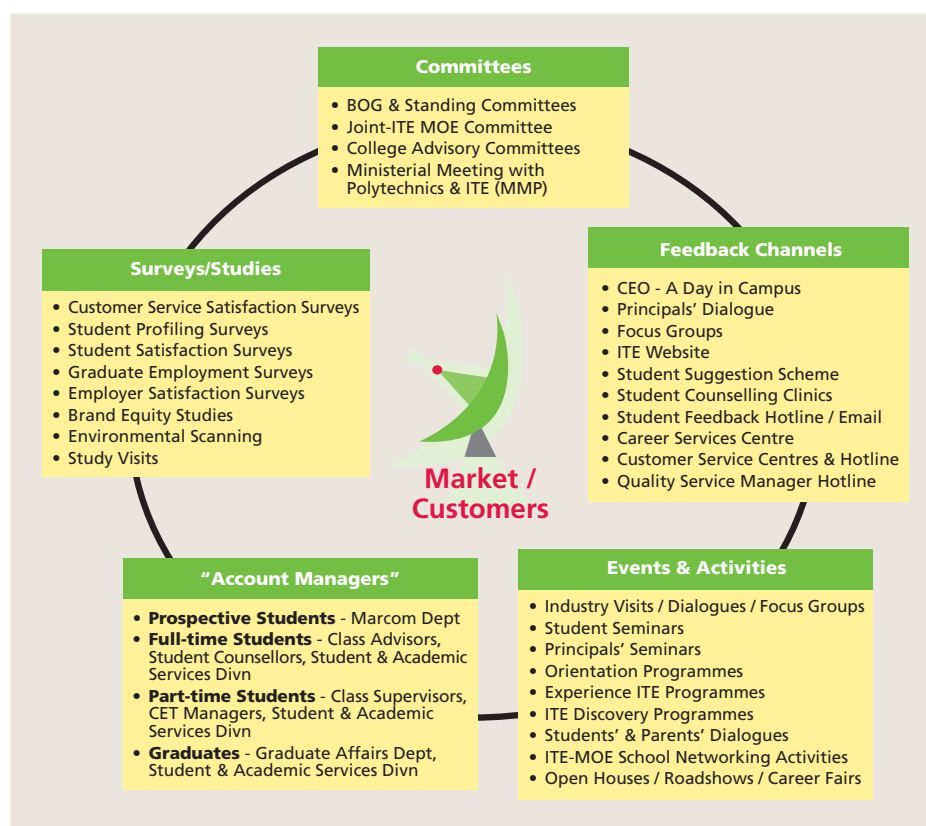 Committees
• BOG & Standing Committees
• Joint-ITE MOE Committee
• College Advisory Committees
• Ministerial Meeting with
Polytechnics & ITE (MMP)
Surveys/Studies
• Customer Service Satisfaction Surveys
• Student Profiling Surveys
• Student Satisfaction Surveys
• Graduate Employment Surveys
• Employer Satisfaction Surveys
• Brand Equity Studies
• Environmental Scanning
• Study Visits
Feedback Channels
• CEO - A Day in Campus
• Principals’ Dialogue
• Focus Groups
• ITE Website
• Student Suggestion Scheme
• Student Counselling Clinics
• Student Feedback Hotline / Email
• Career Services Centre
• Customer Service Centres & Hotline
• Quality Service Manager Hotline
Market /
Customers
“Account Managers”
• Prospective Students - Marcom Dept
• Full-time Students - Class Advisors,
Student Counsellors, Student & Academic
Services Divn
• Part-time Students - Class Supervisors,
CET Managers, Student & Academic
Services Divn
• Graduates - Graduate Affairs Dept,
Student & Academic Services Divn
Events & Activities
• Industry Visits / Dialogues / Focus Groups
• Student Seminars
• Principals’ Seminars
• Orientation Programmes
• Experience ITE Programmes
• ITE Discovery Programmes
• Students’ & Parents’ Dialogues
• ITE-MOE School Networking Activities
• Open Houses / Roadshows / Career Fairs